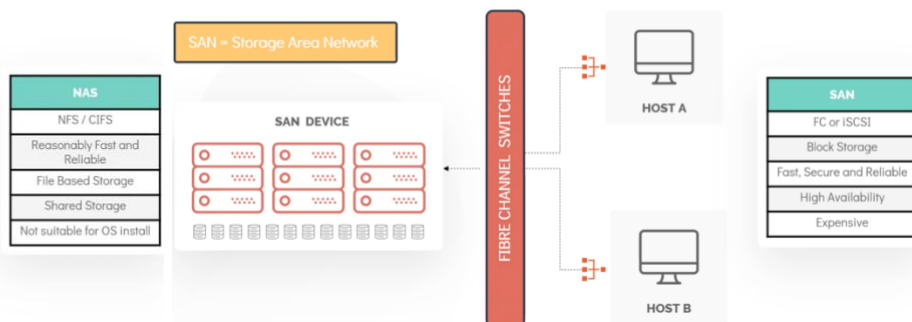 SAN = Storage Area Network
NAS
NFS / CIFS
Reasonably Fast and
Reliable
File Based Storage
Shared Storage
Not suitable for OS install
SAN DEVICE
FIBRE CHANNEL SWITCHES
HOST A
HOST B
SAN
FC or iSCSI
Block Storage
Fast, Secure and Reliable
High Availability
Expensive